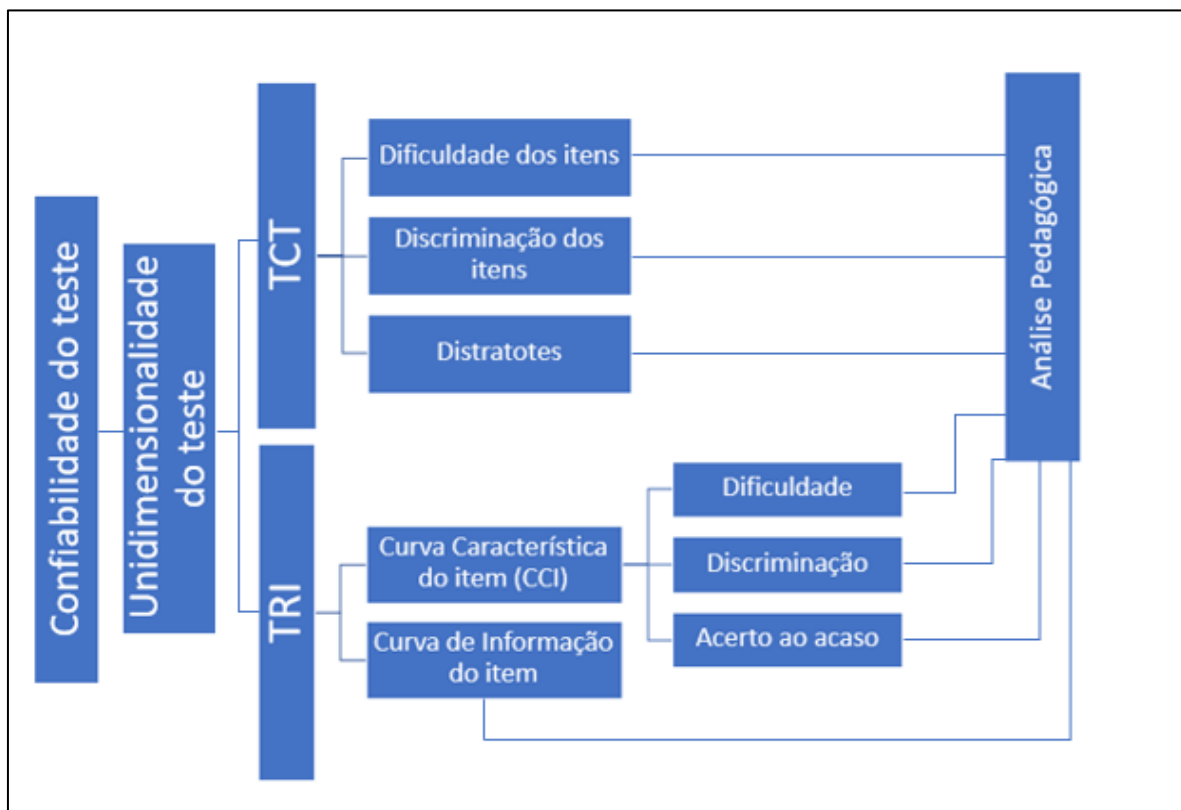 Confiabilidade do teste
Unidimensionalidade
do teste
TCT
Dificuldade dos itens
Discriminação dos
itens
Distratotes
TRI
Curva Característica
do item (CCI)
Curva de Informação
do item
Dificuldade
Discriminação
Acerto ao acaso
Análise Pedagógica